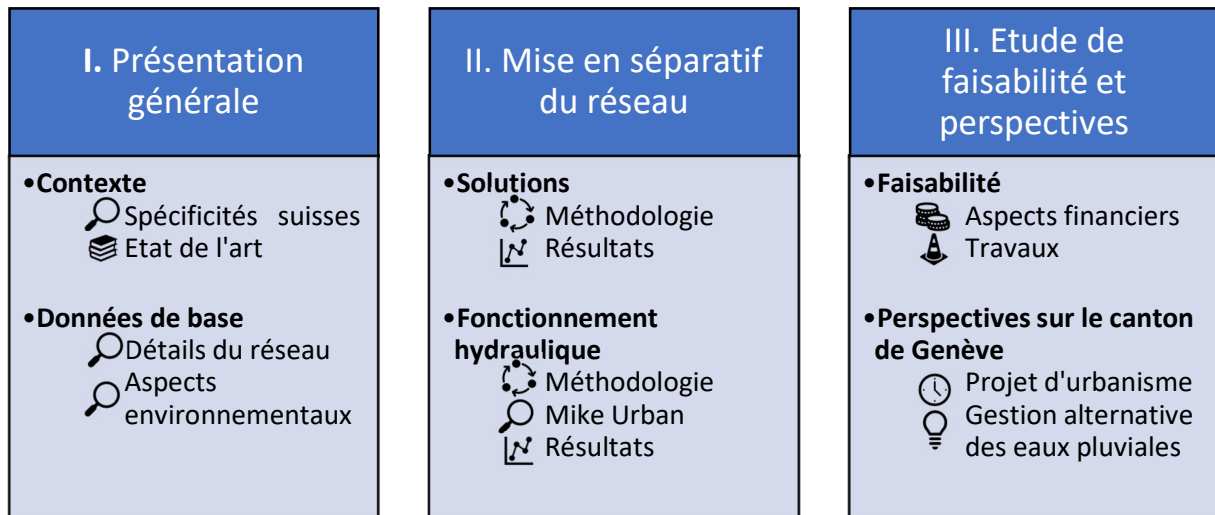 I. Présentation
générale
•Contexte
Spécificités suisses
Etat de l'art
•Données de base
Détails du réseau
Aspects
environnementaux
II. Mise en séparatif
du réseau
•Solutions
Méthodologie
Résultats
•Fonctionnement
hydraulique
Méthodologie
Mike Urban
Résultats
III. Etude de
faisabilité et
perspectives
•Faisabilité
Aspects financiers
Travaux
•Perspectives sur le canton
de Genève
Projet d'urbanisme
Gestion alternative
des eaux pluviales